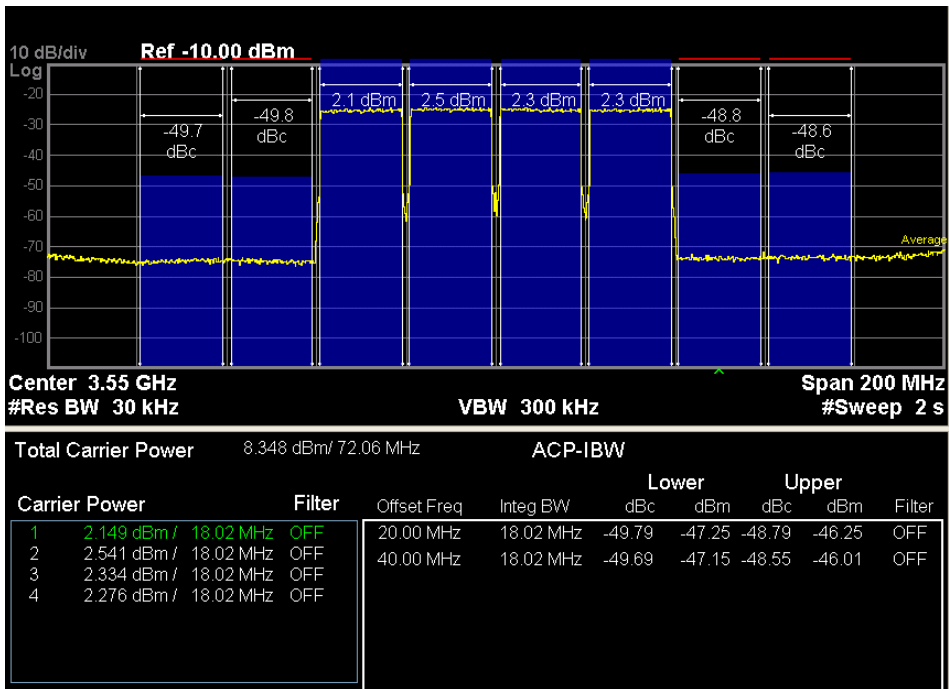 10 dB/div Ref -10.00 dBm
Log
-20
-30
-40
-50
-60
-70
-80
-90
-100
-49.7
dBc
-49.8
dBc
2.1 dBm
2.5 dBm
2.3 dBm
2.3 dBm
-48.8
dBc
-48.6
dBc
Average
Center 3.55 GHz Span 200 MHz
#Res BW 30 kHz VBW 300 kHz #Sweep 2 s
Total Carrier Power 8.348 dBm/ 72.06 MHz ACP-IBW
Lower Upper
Carrier Power Filter
Offset Freq Integ BW dBc dBm dBc dBm Filter
1 2.149 dBm / 18.02 MHz OFF
2 2.541 dBm / 18.02 MHz OFF
3 2.334 dBm / 18.02 MHz OFF
4 2.276 dBm / 18.02 MHz OFF
20.00 MHz 18.02 MHz -49.79 -47.25 -48.79 -46.25 OFF
40.00 MHz 18.02 MHz -49.69 -47.15 -48.55 -46.01 OFF